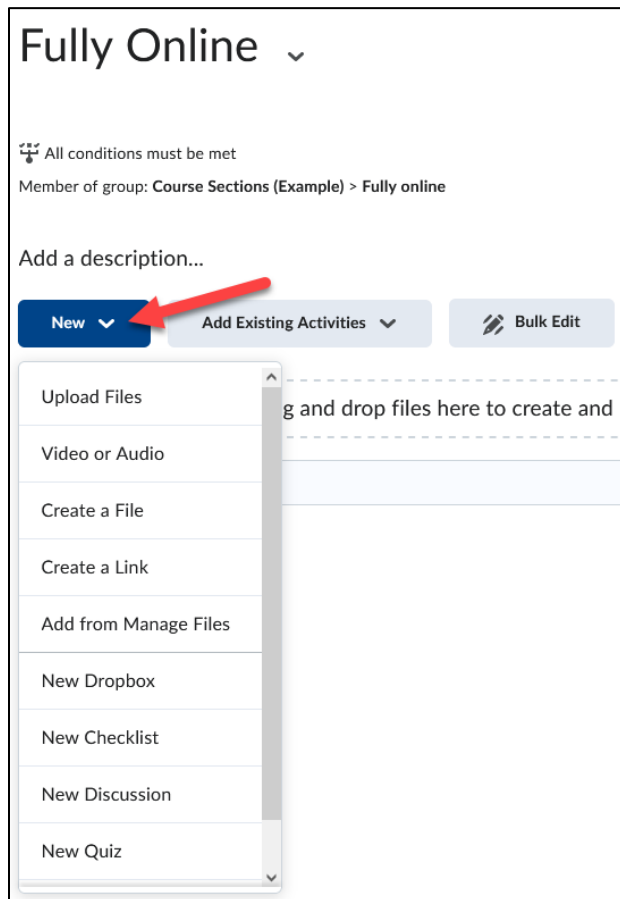 Fully Online
All conditions must be met
Member of group: Course Sections (Example) > Fully online
Add a description...
New Add Existing Activities Bulk Edit
Upload Files
g and drop files here to create and
Video or Audio
Create a File
Create a Link
Add from Manage Files
New Dropbox
New Checklist
New Discussion
New Quiz